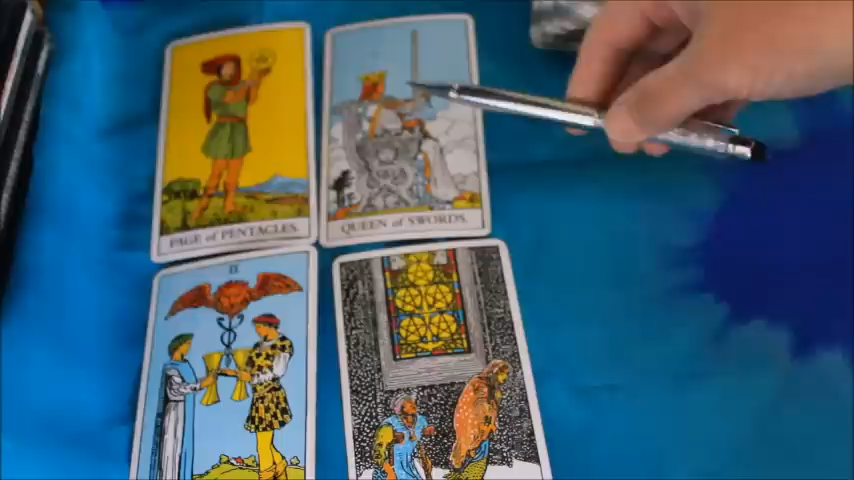 PAGE of PENTACLES
QUEEN of SWORDS
II